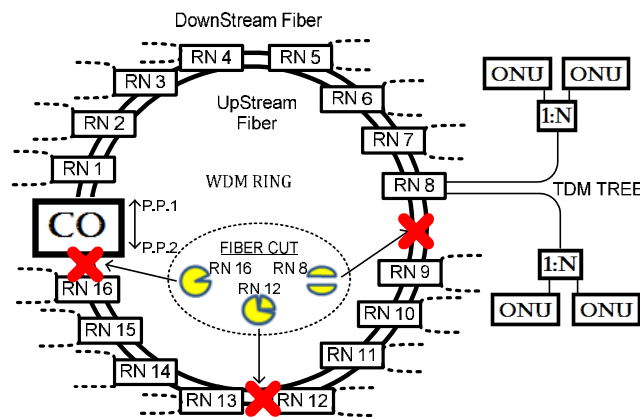 DownStream Fiber
RN 4
RN 5
RN 3
RN 6
UpStream
Fiber
RN 2
RN 7
RN 1
WDM RING
RN 8
CO
P.P.1
P.P.2
FIBER CUT
RN 16
RN 8
RN 12
RN 16
RN 9
RN 15
RN 10
RN 14
RN 11
RN 13
RN 12
ONU
ONU
1:N
TDM TREE
1:N
ONU
ONU